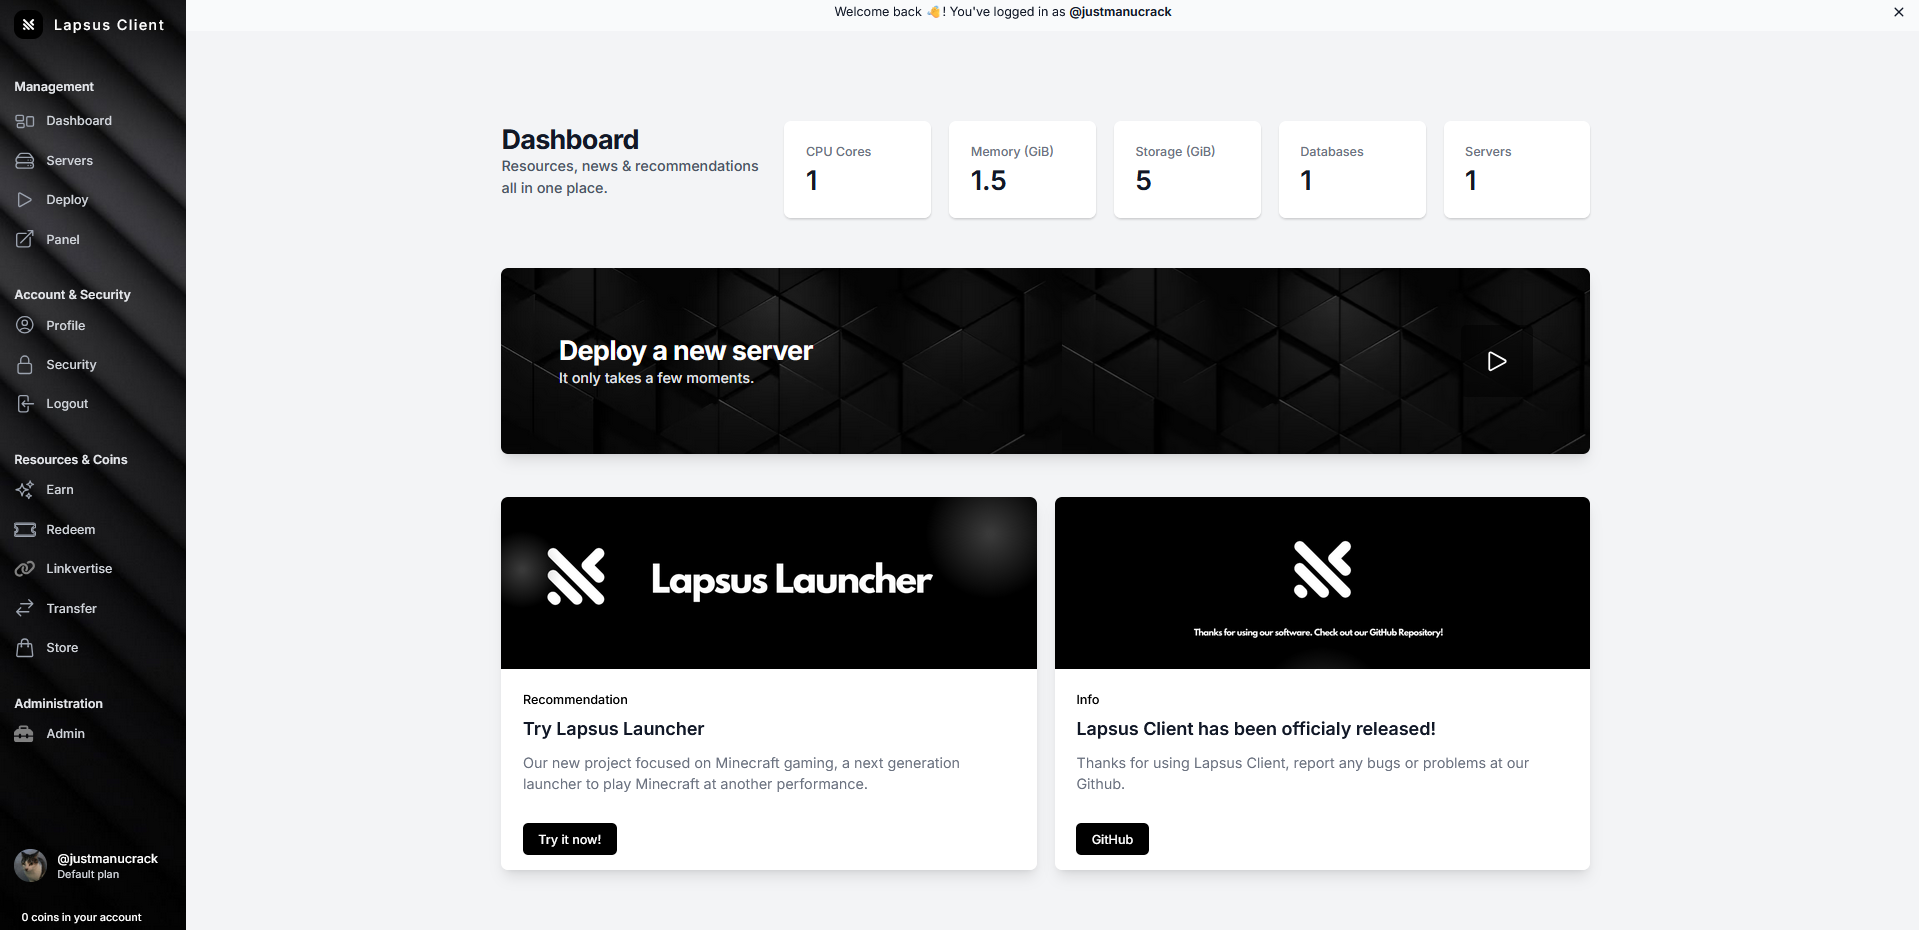 Lapsus Client
Management
Dashboard
Servers
Deploy
Panel
Account & Security
Profile
Security
Logout
Resources & Coins
Earn
Redeem
Linkvertise
Transfer
Store
Administration
Admin
@justmanucrack
Default plan
0 coins in your account
Welcome back 👋! You've logged in as @justmanucrack
Dashboard
Resources, news & recommendations
all in one place.
CPU Cores
1
Memory (GiB)
1.5
Storage (GiB)
5
Databases
1
Servers
1
Deploy a new server
It only takes a few moments.
Lapsus Launcher
Recommendation
Try Lapsus Launcher
Our new project focused on Minecraft gaming, a next generation
launcher to play Minecraft at another performance.
Try it now!
Thanks for using our software. Check out our GitHub Repository!
Info
Lapsus Client has been officialy released!
Thanks for using Lapsus Client, report any bugs or problems at our
Github.
GitHub